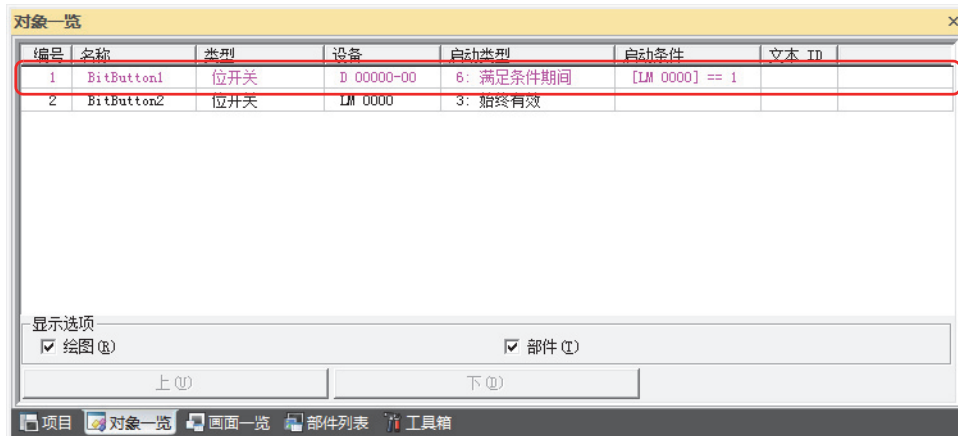 对象一览
编号 名称 类型 设备 启动类型 启动条件 文本 ID
1 BitButton1 位开关 D 00000-00 6: 满足条件期间 [LM 0000] == 1
2 BitButton2 位开关 LM 0000 3: 始终有效
显示选项
绘图(R) 部件(T)
上(U) 下(D)
项目 对象一览 画面一览 部件列表 工具箱